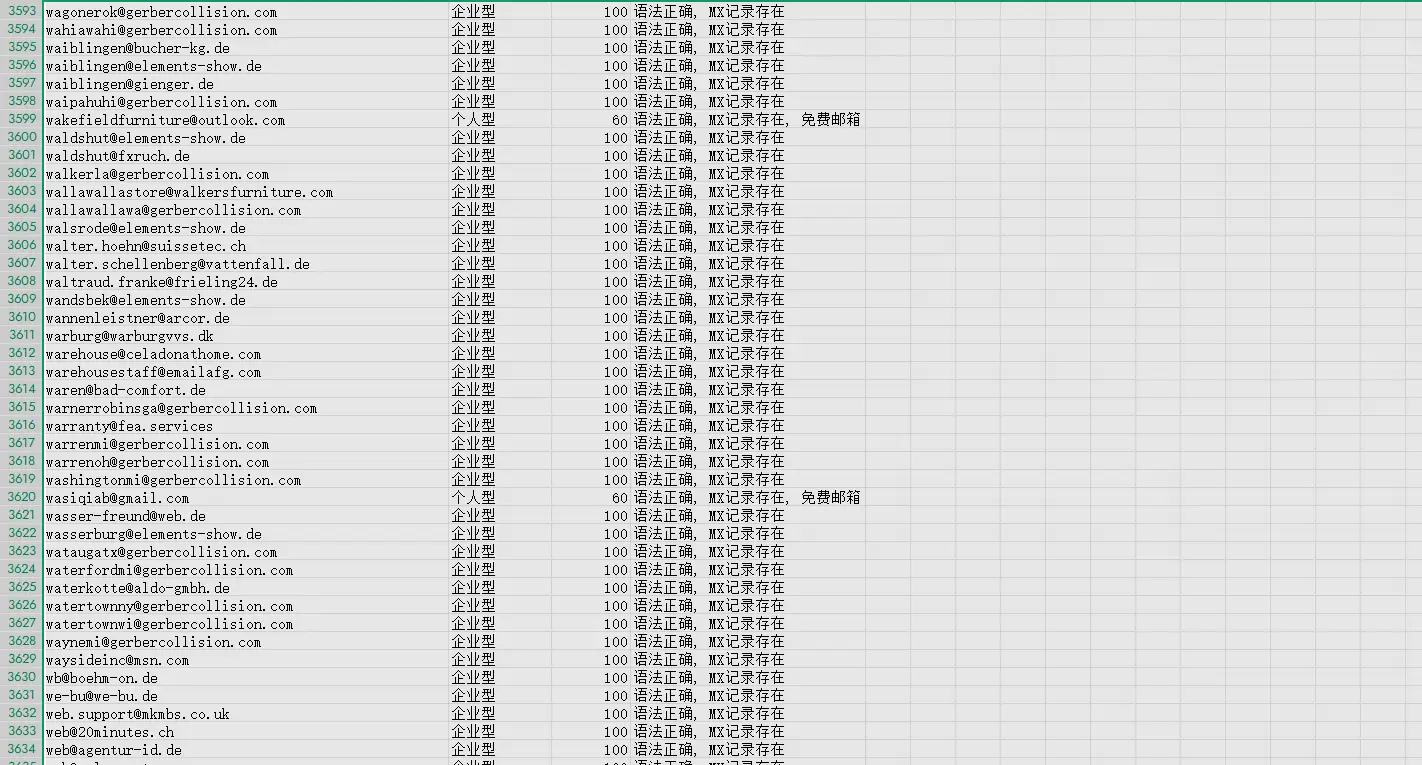 3593 wagonerok@gerbercollision.com 企业型 100 语法正确, MX记录存在
3594 wahiawahi@gerbercollision.com 企业型 100 语法正确, MX记录存在
3595 waiblingen@bucher-kg.de 企业型 100 语法正确, MX记录存在
3596 waiblingen@elements-show.de 企业型 100 语法正确, MX记录存在
3597 waiblingen@gienger.de 企业型 100 语法正确, MX记录存在
3598 waipahuhi@gerbercollision.com 企业型 100 语法正确, MX记录存在
3599 wakefieldfurniture@outlook.com 个人型 60 语法正确, MX记录存在, 免费邮箱
3600 waldshut@elements-show.de 企业型 100 语法正确, MX记录存在
3601 waldshut@fxruch.de 企业型 100 语法正确, MX记录存在
3602 walkerla@gerbercollision.com 企业型 100 语法正确, MX记录存在
3603 wallawallastore@walkersfurniture.com 企业型 100 语法正确, MX记录存在
3604 wallawallawa@gerbercollision.com 企业型 100 语法正确, MX记录存在
3605 walsrode@elements-show.de 企业型 100 语法正确, MX记录存在
3606 walter.hoehn@suissetec.ch 企业型 100 语法正确, MX记录存在
3607 walter.schellenberg@vattenfall.de 企业型 100 语法正确, MX记录存在
3608 waltraud.franke@frieling24.de 企业型 100 语法正确, MX记录存在
3609 wandsbek@elements-show.de 企业型 100 语法正确, MX记录存在
3610 wannenleistner@arcor.de 企业型 100 语法正确, MX记录存在
3611 warburg@warburgvvs.dk 企业型 100 语法正确, MX记录存在
3612 warehouse@celadonathome.com 企业型 100 语法正确, MX记录存在
3613 warehousestaff@emailafg.com 企业型 100 语法正确, MX记录存在
3614 waren@bad-comfort.de 企业型 100 语法正确, MX记录存在
3615 warnerrobinsga@gerbercollision.com 企业型 100 语法正确, MX记录存在
3616 warranty@fea.services 企业型 100 语法正确, MX记录存在
3617 warrenmi@gerbercollision.com 企业型 100 语法正确, MX记录存在
3618 warrenoh@gerbercollision.com 企业型 100 语法正确, MX记录存在
3619 washingtonmi@gerbercollision.com 企业型 100 语法正确, MX记录存在
3620 wasiqiab@gmail.com 个人型 60 语法正确, MX记录存在, 免费邮箱
3621 wasser-freund@web.de 企业型 100 语法正确, MX记录存在
3622 wasserburg@elements-show.de 企业型 100 语法正确, MX记录存在
3623 wataugatx@gerbercollision.com 企业型 100 语法正确, MX记录存在
3624 waterfordmi@gerbercollision.com 企业型 100 语法正确, MX记录存在
3625 waterkotte@aldo-gmbh.de 企业型 100 语法正确, MX记录存在
3626 watertownny@gerbercollision.com 企业型 100 语法正确, MX记录存在
3627 watertownwi@gerbercollision.com 企业型 100 语法正确, MX记录存在
3628 waynemi@gerbercollision.com 企业型 100 语法正确, MX记录存在
3629 waysideinc@msn.com 企业型 100 语法正确, MX记录存在
3630 wb@boehm-on.de 企业型 100 语法正确, MX记录存在
3631 we-bu@we-bu.de 企业型 100 语法正确, MX记录存在
3632 web.support@mkmbs.co.uk 企业型 100 语法正确, MX记录存在
3633 web@20minutes.ch 企业型 100 语法正确, MX记录存在
3634 web@agentur-id.de 企业型 100 语法正确, MX记录存在